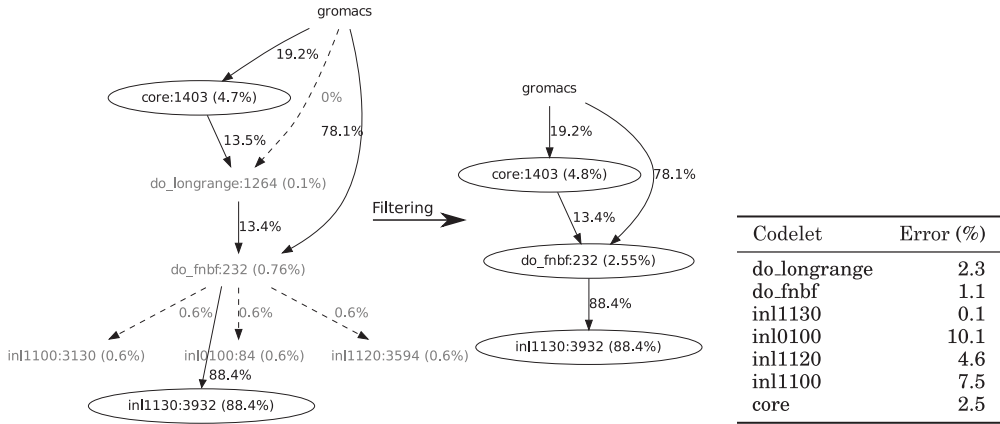 gromacs
19.2%
core:1403 (4.7%)
0%
78.1%
13.5%
do_longrange:1264 (0.1%)
13.4%
do_fnbf:232 (0.76%)
0.6%
0.6%
0.6%
inl1100:3130 (0.6%)
inl0100:84 (0.6%)
inl1120:3594 (0.6%)
88.4%
inl1130:3932 (88.4%)
Filtering
gromacs
19.2%
core:1403 (4.8%)
78.1%
13.4%
do_fnbf:232 (2.55%)
88.4%
inl1130:3932 (88.4%)
Codelet Error (%)
do_longrange 2.3
do_fnbf 1.1
inl1130 0.1
inl0100 10.1
inl1120 4.6
inl1100 7.5
core 2.5